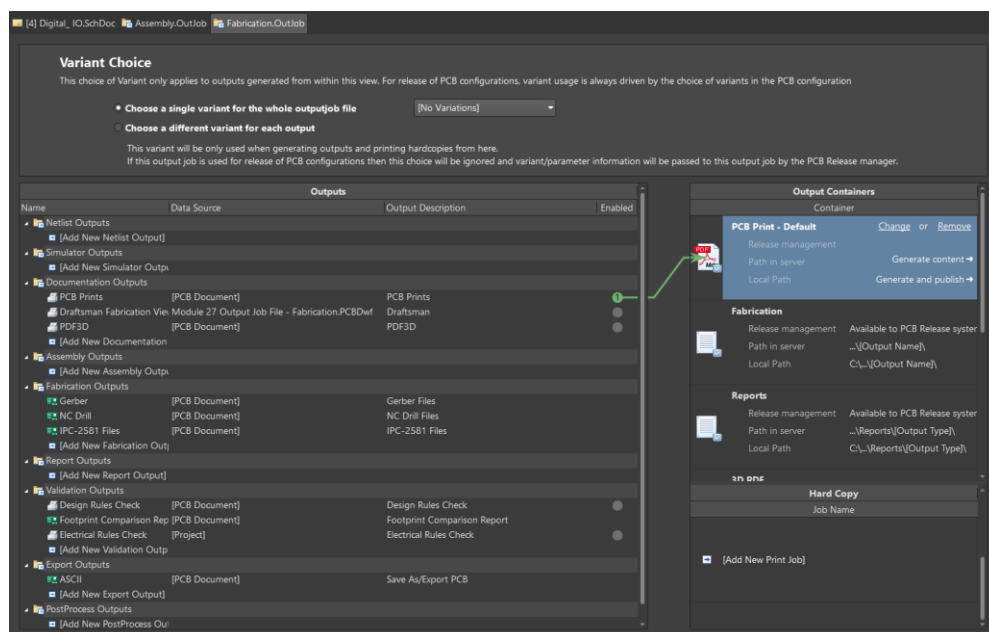 [4] Digital_ IO.SchDoc Assembly.OutJob Fabrication.OutJob
Variant Choice
This choice of Variant only applies to outputs generated from within this view. For release of PCB configurations, variant usage is always driven by the choice of variants in the PCB configuration
Choose a single variant for the whole outputjob file [No Variations]
Choose a different variant for each output
This variant will be only used when generating outputs and printing hardcopies from here.
If this output job is used for release of PCB configurations then this choice will be ignored and variant/parameter information will be passed to this output job by the PCB Release manager.
Outputs
Name Data Source Output Description Enabled
Netlist Outputs
[Add New Netlist Output]
Simulator Outputs
[Add New Simulator Outpu
Documentation Outputs
PCB Prints [PCB Document] PCB Prints 1
Draftsman Fabrication Vie Module 27 Output Job File - Fabrication.PCBDwf Draftsman
PDF3D [PCB Document] PDF3D
[Add New Documentation
Assembly Outputs
[Add New Assembly Outpu
Fabrication Outputs
Gerber [PCB Document] Gerber Files
NC Drill [PCB Document] NC Drill Files
IPC-2581 Files [PCB Document] IPC-2581 Files
[Add New Fabrication Outp
Report Outputs
[Add New Report Output]
Validation Outputs
Design Rules Check [PCB Document] Design Rules Check
Footprint Comparison Rep [PCB Document] Footprint Comparison Report
Electrical Rules Check [Project] Electrical Rules Check
[Add New Validation Outp
Export Outputs
ASCII [PCB Document] Save As/Export PCB
[Add New Export Output]
PostProcess Outputs
[Add New PostProcess Ou
Output Containers
Container
PCB Print - Default Change or Remove
PDF
Release management
Path in server Generate content
Local Path Generate and publish
Fabrication
Release management Available to PCB Release syster
Path in server ...\[Output Name]\
Local Path C:\...\[Output Name]\
Reports
Release management Available to PCB Release syster
Path in server ...\Reports\[Output Type]\
Local Path C:\...\Reports\[Output Type]\
3D PDF
Hard Copy
Job Name
[Add New Print Job]